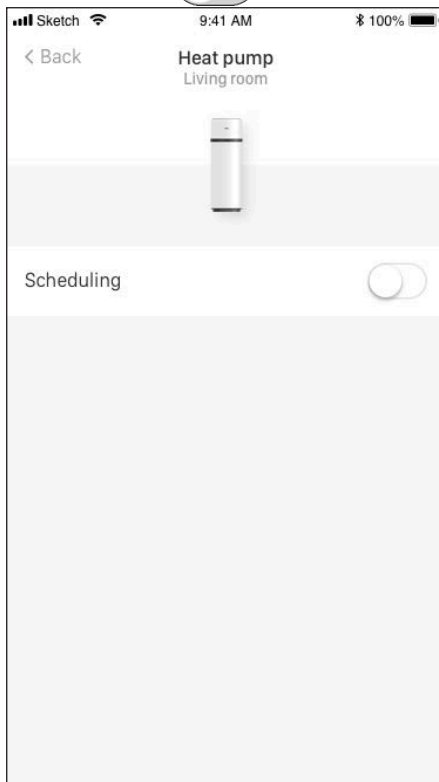 Sketch 9:41 AM 100%
< Back
Heat pump
Living room
Scheduling